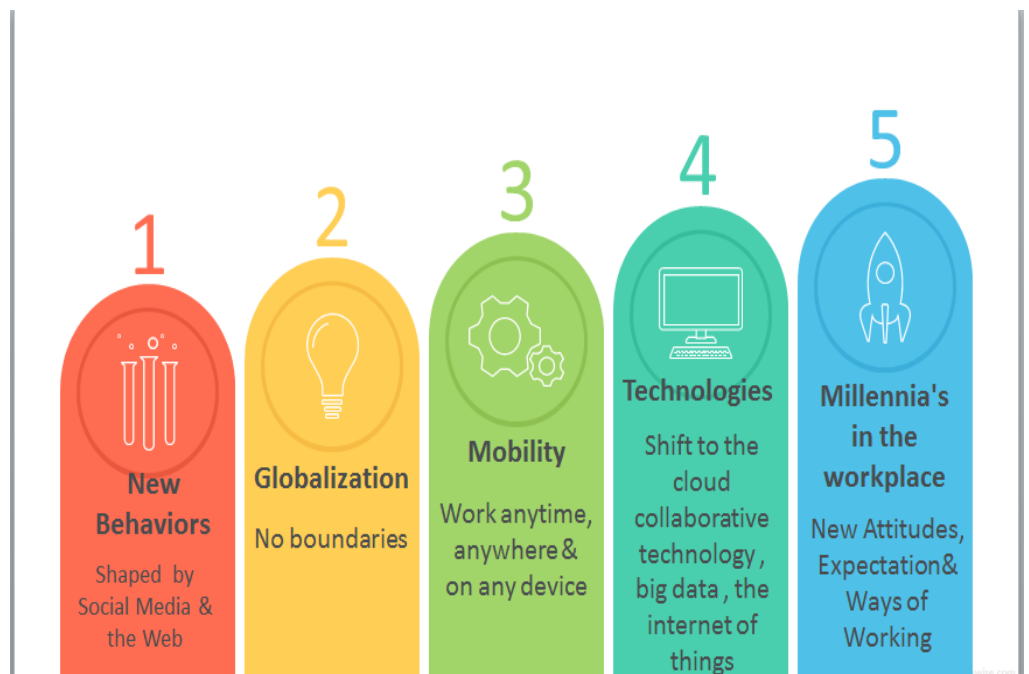 1
New
Behaviors
Shaped by
Social Media &
the Web
2
Globalization
No boundaries
3
Mobility
Work anytime,
anywhere &
on any device
4
Technologies
Shift to the
cloud
collaborative
technology ,
big data , the
internet of
things
5
Millennia's
in the
workplace
New Attitudes,
Expectation&
Ways of
Working